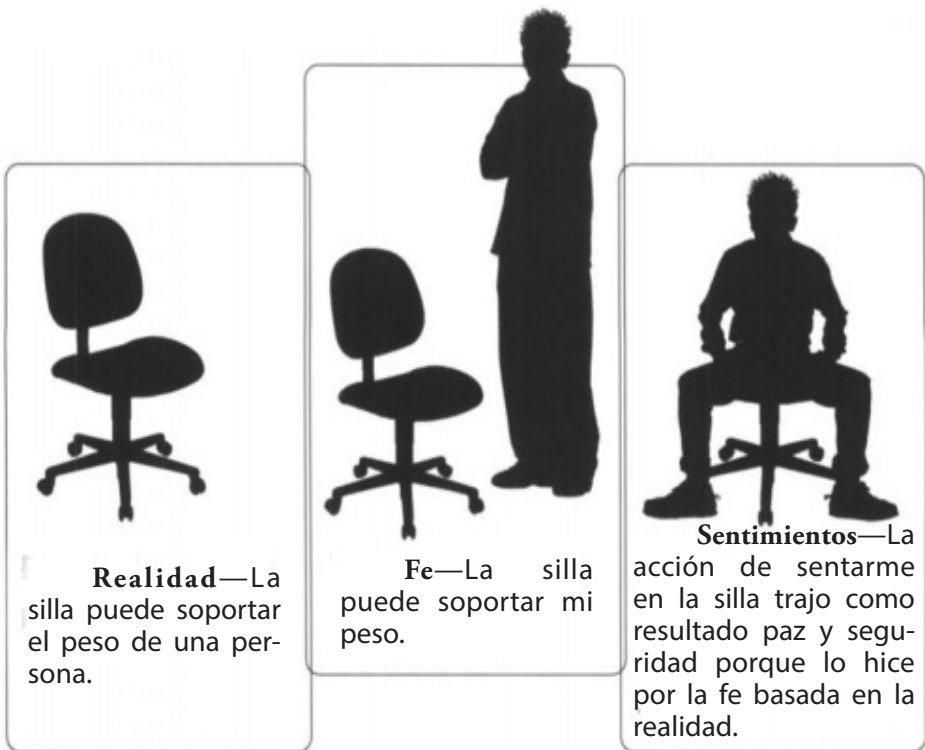 Realidad—La
silla puede soportar
el peso de una per-
sona.
Fe—La silla
puede soportar mi
peso.
Sentimientos—La
acción de sentarme
en la silla trajo como
resultado paz y segu-
ridad porque lo hice
por la fe basada en la
realidad.